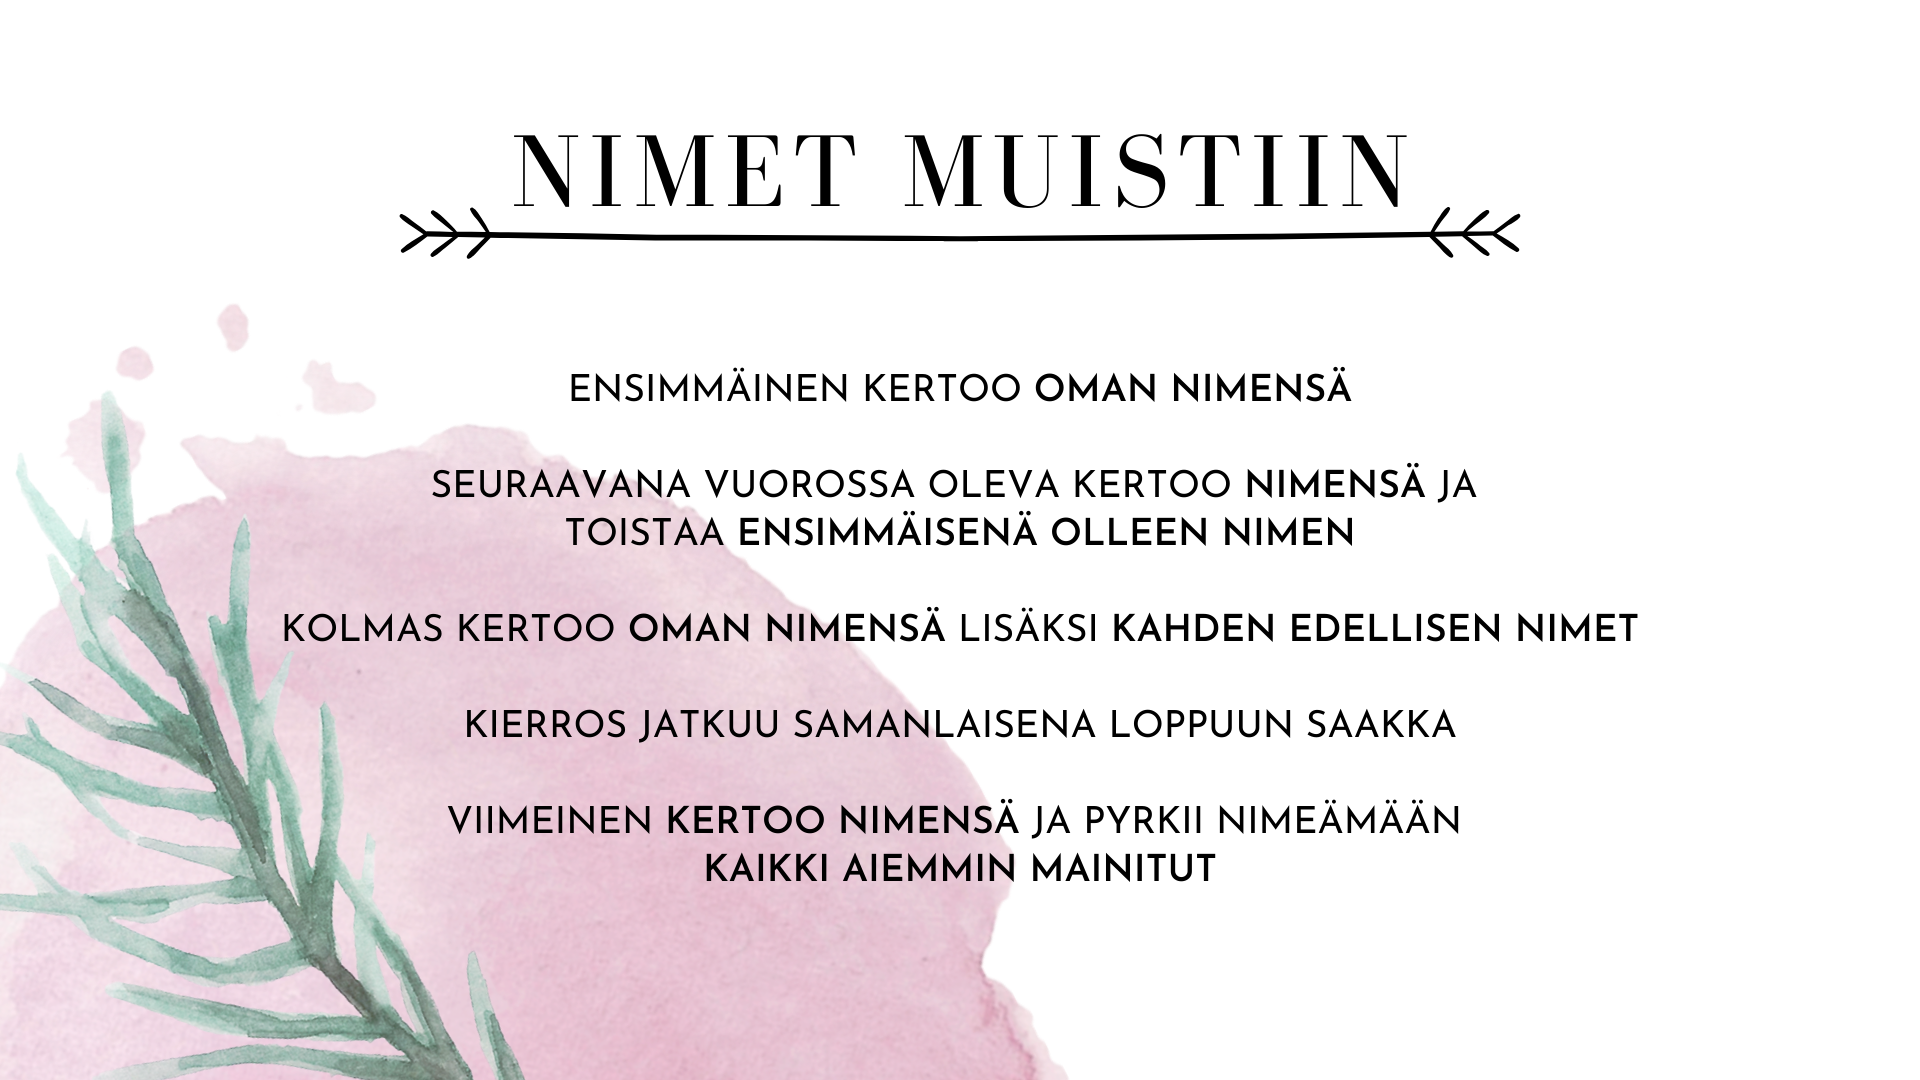 NIMET MUISTIIN
ENSIMMÄINEN KERTOO OMAN NIMENSÄ
SEURAAVANA VUOROSSA OLEVA KERTOO NIMENSÄ JA
TOISTAA ENSIMMÄISENÄ OLLEEN NIMEN
KOLMAS KERTOO OMAN NIMENSÄ LISÄKSI KAHDEN EDELLISEN NIMET
KIERROS JATKUU SAMANLAISENA LOPPUUN SAAKKA
VIIMEINEN KERTOO NIMENSÄ JA PYRKII NIMEÄMÄÄN
KAIKKI AIEMMIN MAINITUT